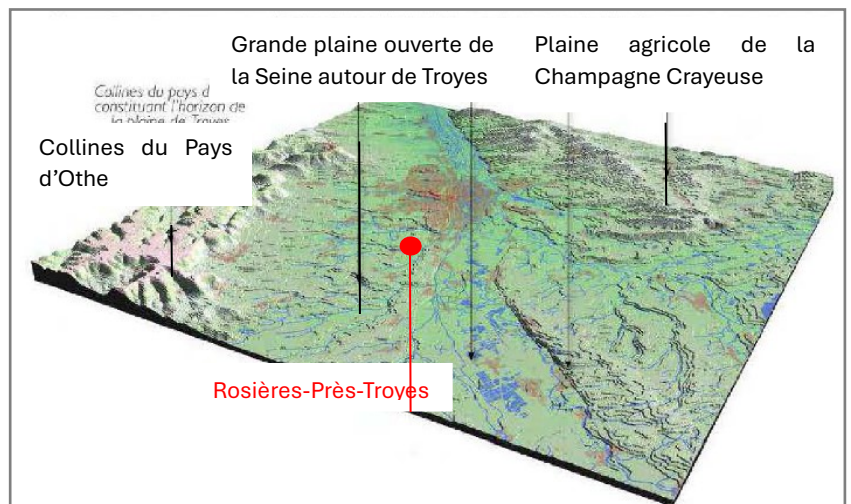 Grande plaine ouverte de
la Seine autour de Troyes
Plaine agricole de la
Champagne Crayeuse
Collines du pays d
constituant l'horizon de
la plaine de Troyes
Collines du Pays
d'Othe
Rosières-Près-Troyes